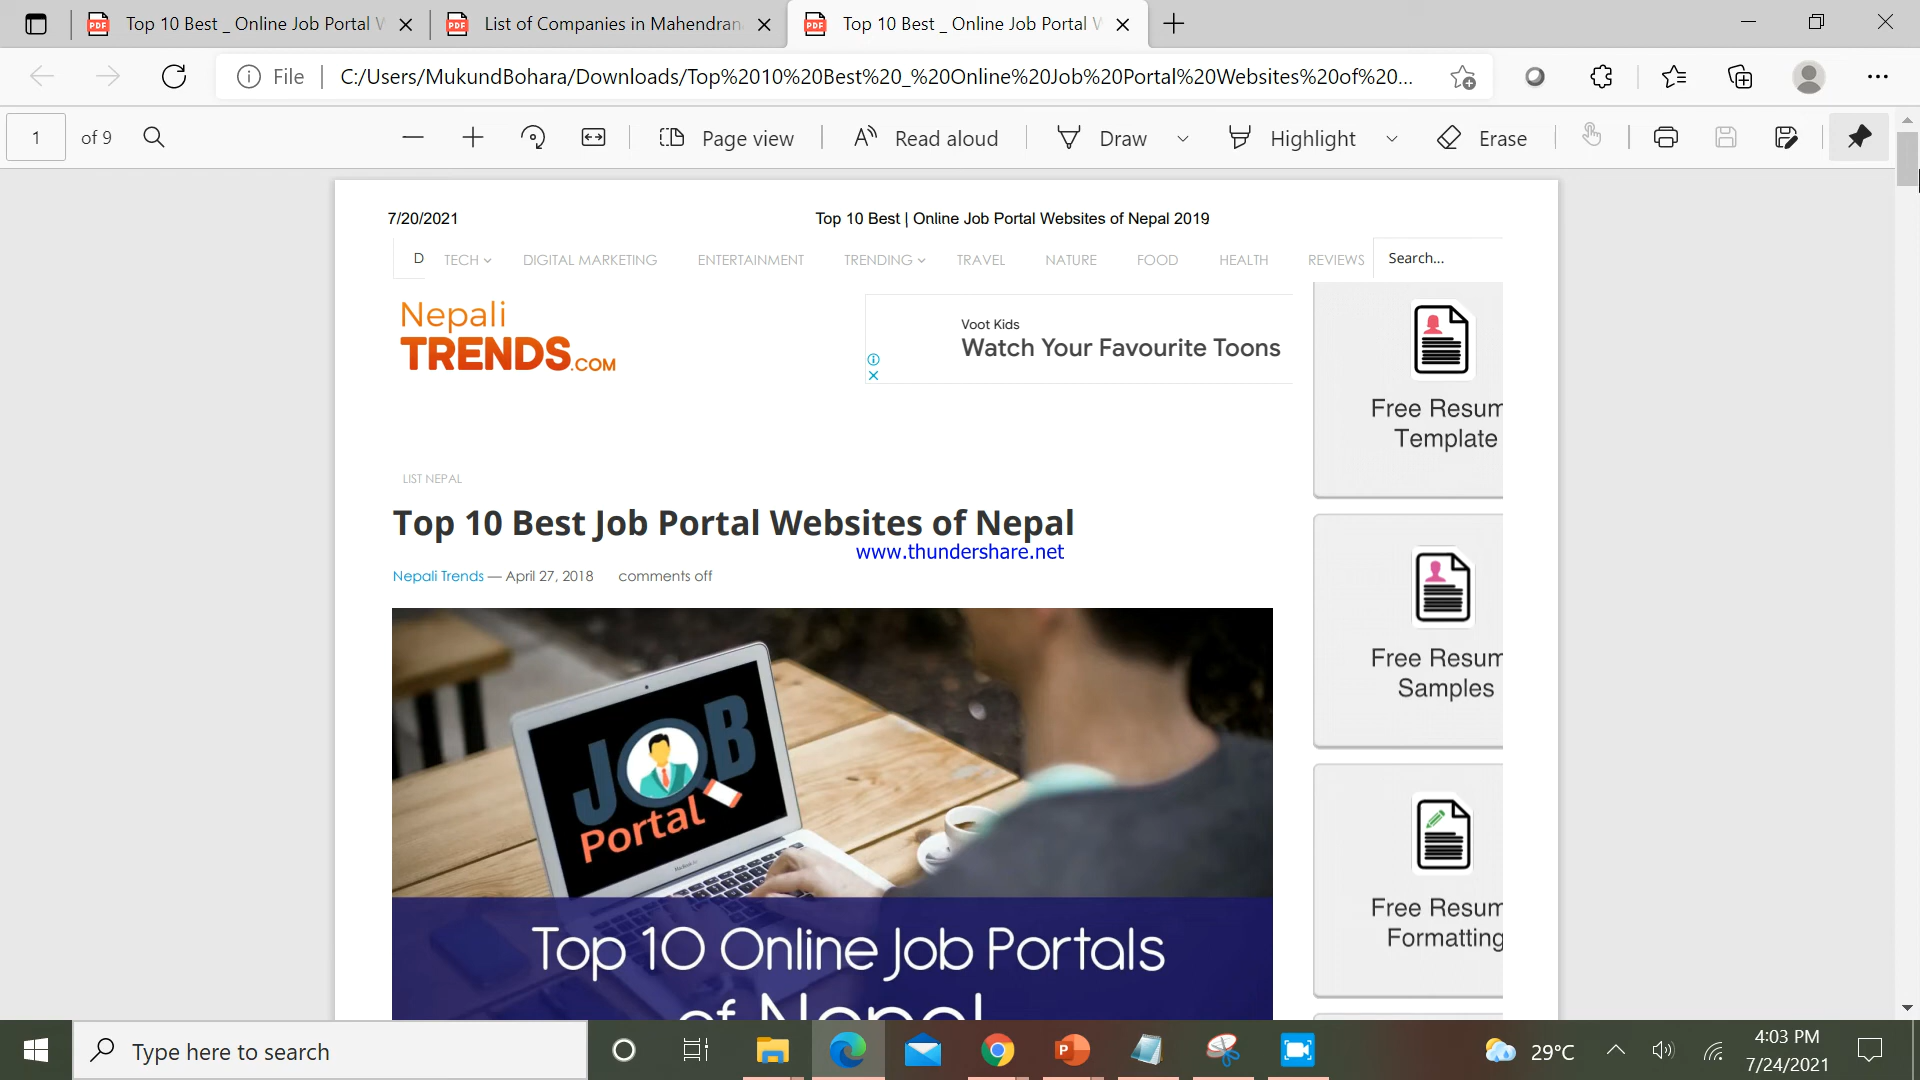 Top 10 Best _ Online Job Portal W
List of Companies in Mahendran
Top 10 Best _ Online Job Portal W
File
C:/Users/MukundBohara/Downloads/Top%2010%20Best%20_%20Online%20Job%20Portal%20Websites%20of%20...
1 of 9
Page view
Read aloud
Draw
Highlight
Erase
7/20/2021
Top 10 Best | Online Job Portal Websites of Nepal 2019
D TECH DIGITAL MARKETING ENTERTAINMENT TRENDING TRAVEL NATURE FOOD HEALTH REVIEWS Search...
Nepali
TRENDS.COM
Voot Kids
Watch Your Favourite Toons
Free Resum
Template
LIST NEPAL
Top 10 Best Job Portal Websites of Nepal
www.thundershare.net
Nepali Trends — April 27, 2018 comments off
Free Resum
Samples
JOB
Portal
MacBook Air
Free Resum
Formatting
Top 10 Online Job Portals
of Nepal
Type here to search
29°C
4:03 PM
7/24/2021